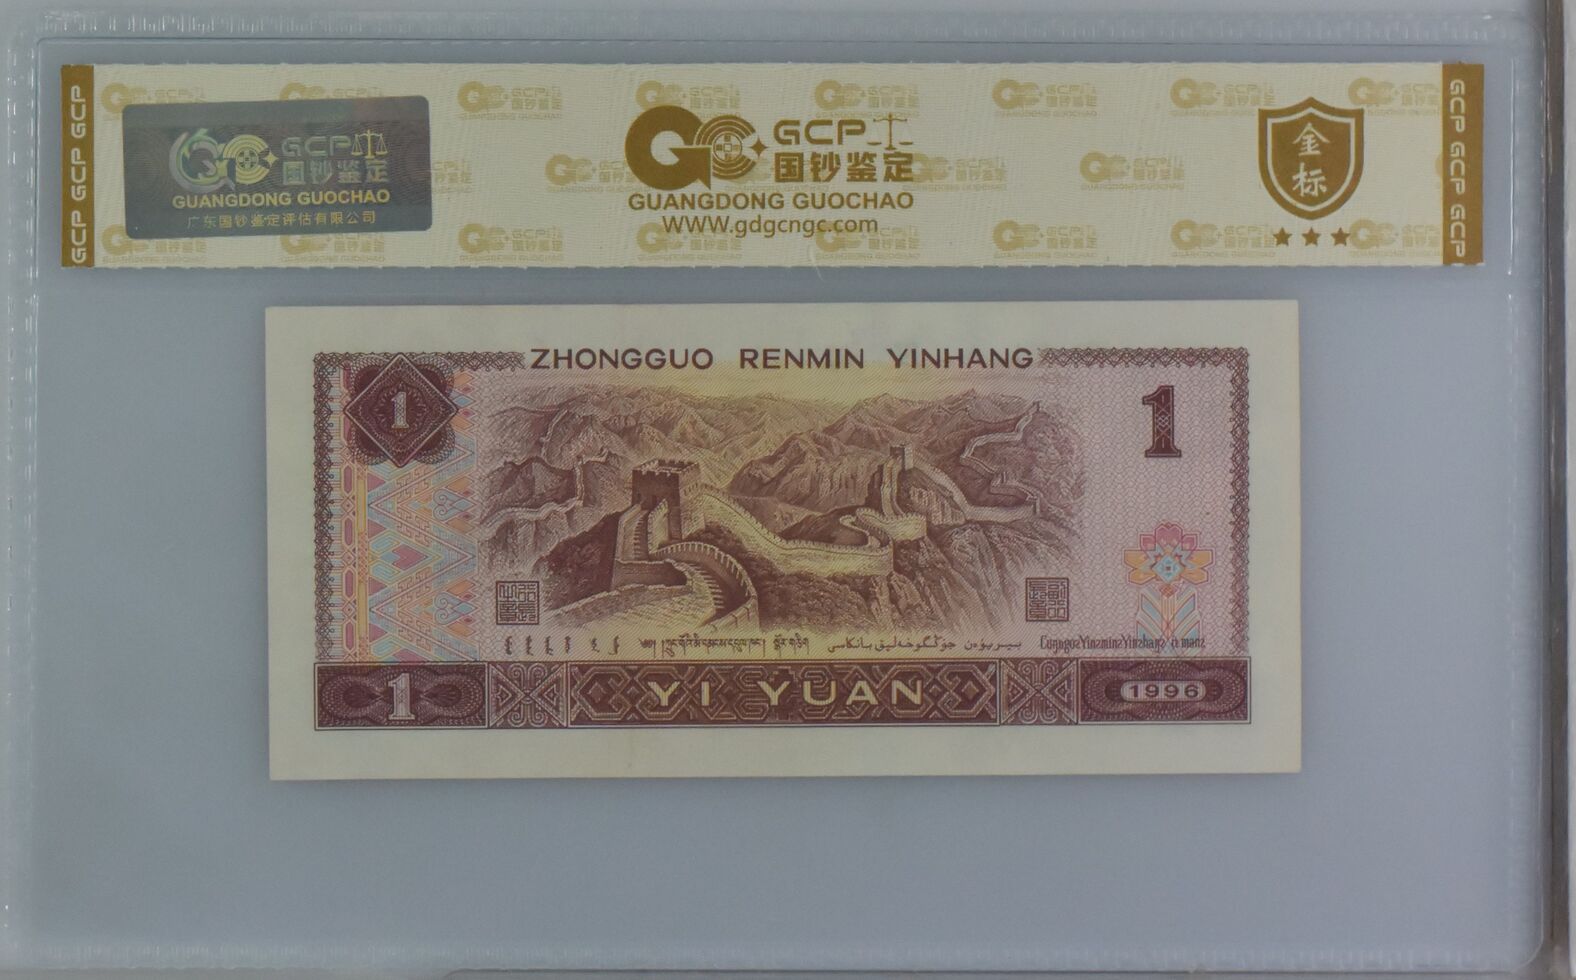 GCP GCP GCP
GCP
国钞鉴定
GUANGDONG GUOCHAO
广东国钞鉴定评估有限公司
GCP
国钞鉴定
GUANGDONG GUOCHAO
WWW.gdgcngc.com
金标
GCP GCP GCP
ZHONGGUO RENMIN YINHANG
1
1
YI YUAN
1
1996